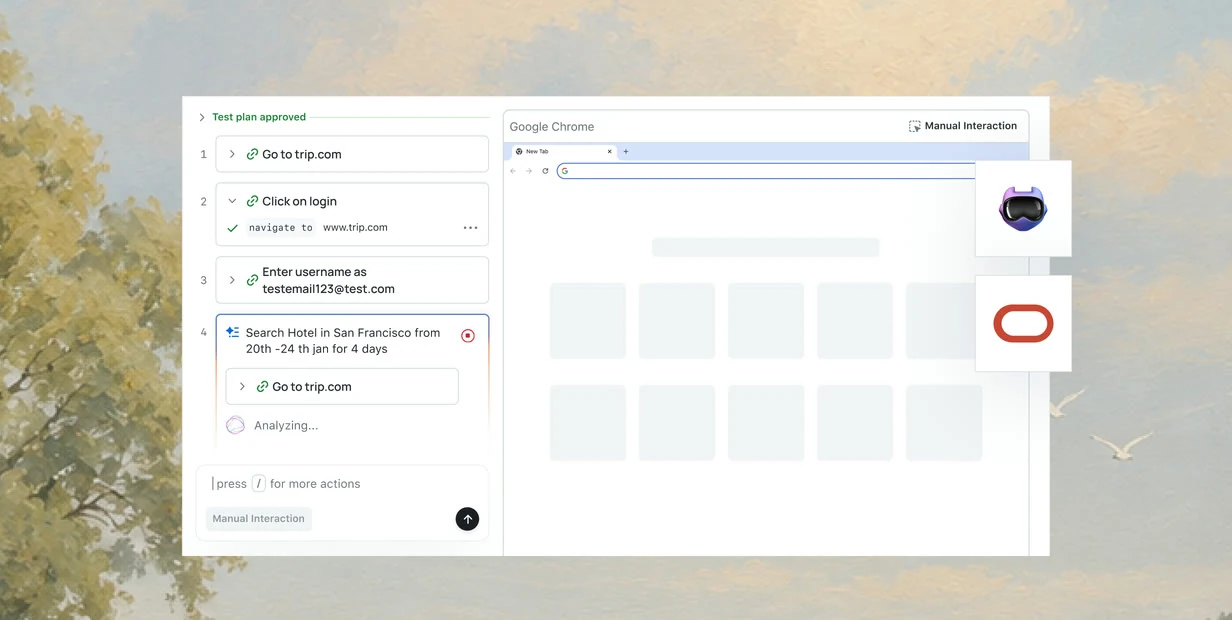 Test plan approved
1
Go to trip.com
2
Click on login
navigate to www.trip.com
3
Enter username as
testemail123@test.com
4
Search Hotel in San Francisco from
20th -24 th jan for 4 days
Go to trip.com
Analyzing...
press / for more actions
Manual Interaction
Google Chrome
Manual Interaction
New Tab
G